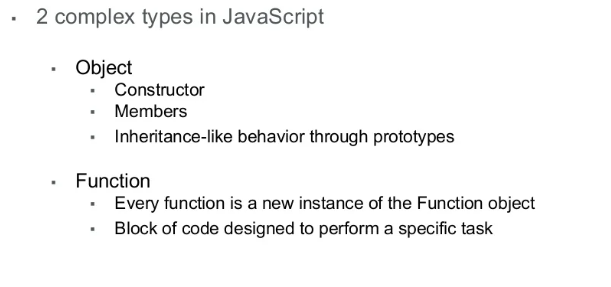 2 complex types in JavaScript
Object
Constructor
Members
Inheritance-like behavior through prototypes
Function
Every function is a new instance of the Function object
Block of code designed to perform a specific task